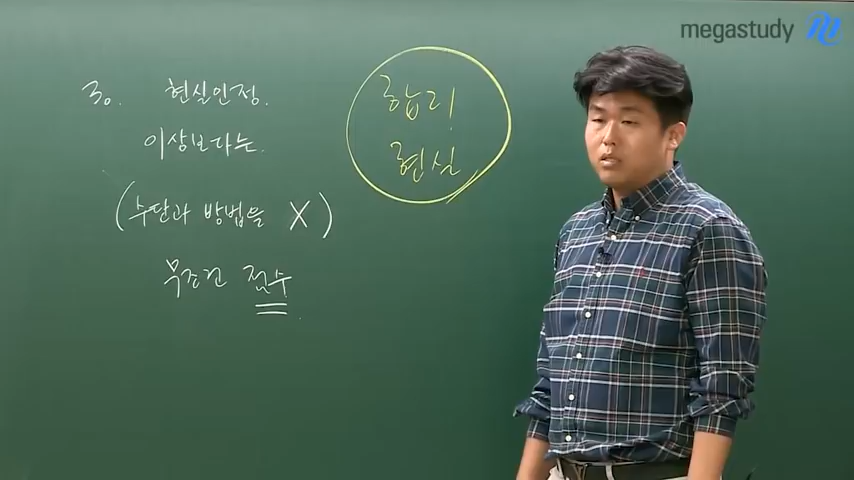 megastudy
3. 현실인정.
이상보다는.
(수단과 방법을 X)
무조건 점수.
합리
현실